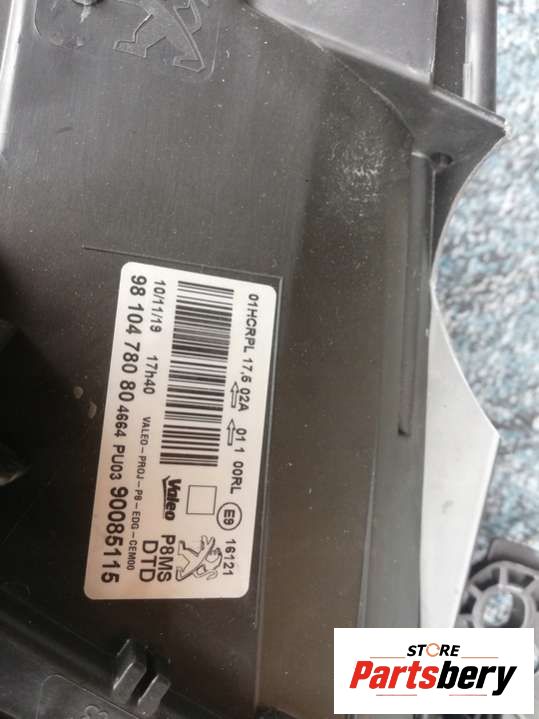 01HCRPL 17,6 02A 01 1 00RL E9 16121
10/11/19 17h40 Valeo P8MS
98 104 780 80 4664 PU03 90085115
VALEO-PROJ-P8-EDG-CEM00 DTD
STORE
Partsbery